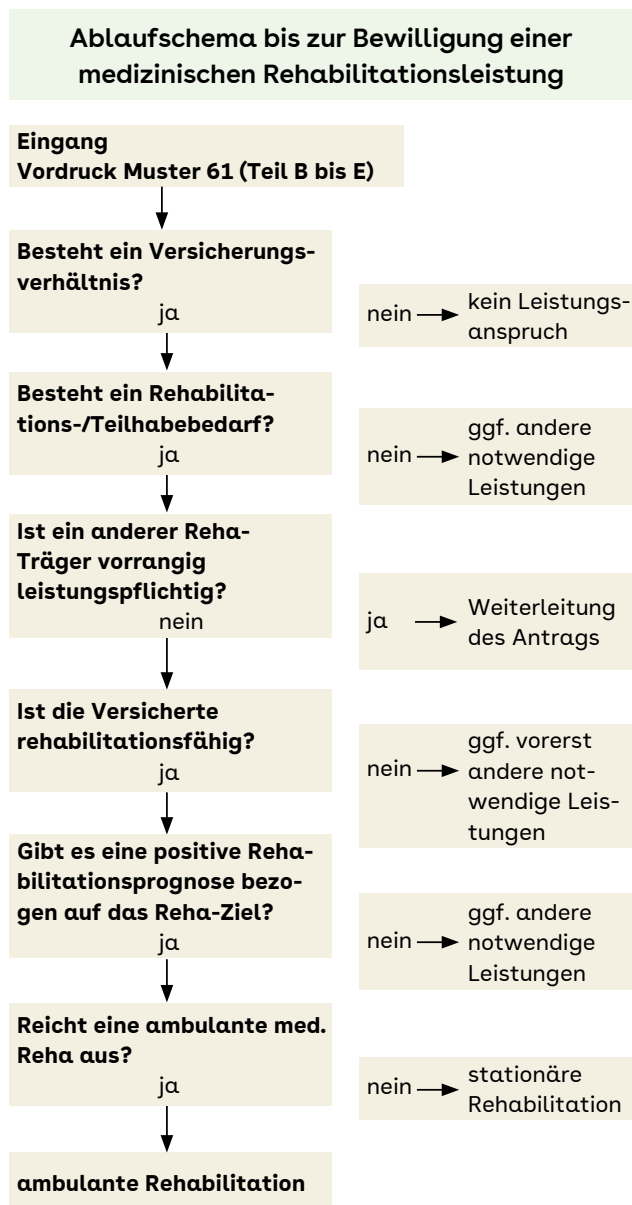 Ablaufschema bis zur Bewilligung einer
medizinischen Rehabilitationsleistung
Eingang
Vordruck Muster 61 (Teil B bis E)
Besteht ein Versicherungs-
verhältnis?
ja
nein
kein Leistungs-
anspruch
Besteht ein Rehabilita-
tions-/Teilhabebedarf?
ja
nein
ggf. andere
notwendige
Leistungen
Ist ein anderer Reha-
Träger vorrangig
leistungspflichtig?
nein
ja
Weiterleitung
des Antrags
Ist die Versicherte
rehabilitationsfähig?
ja
nein
ggf. vorerst
andere not-
wendige Leis-
tungen
Gibt es eine positive Reha-
bilitationsprognose bezo-
gen auf das Reha-Ziel?
ja
nein
ggf. andere
notwendige
Leistungen
Reicht eine ambulante med.
Reha aus?
ja
nein
stationäre
Rehabilitation
ambulante Rehabilitation